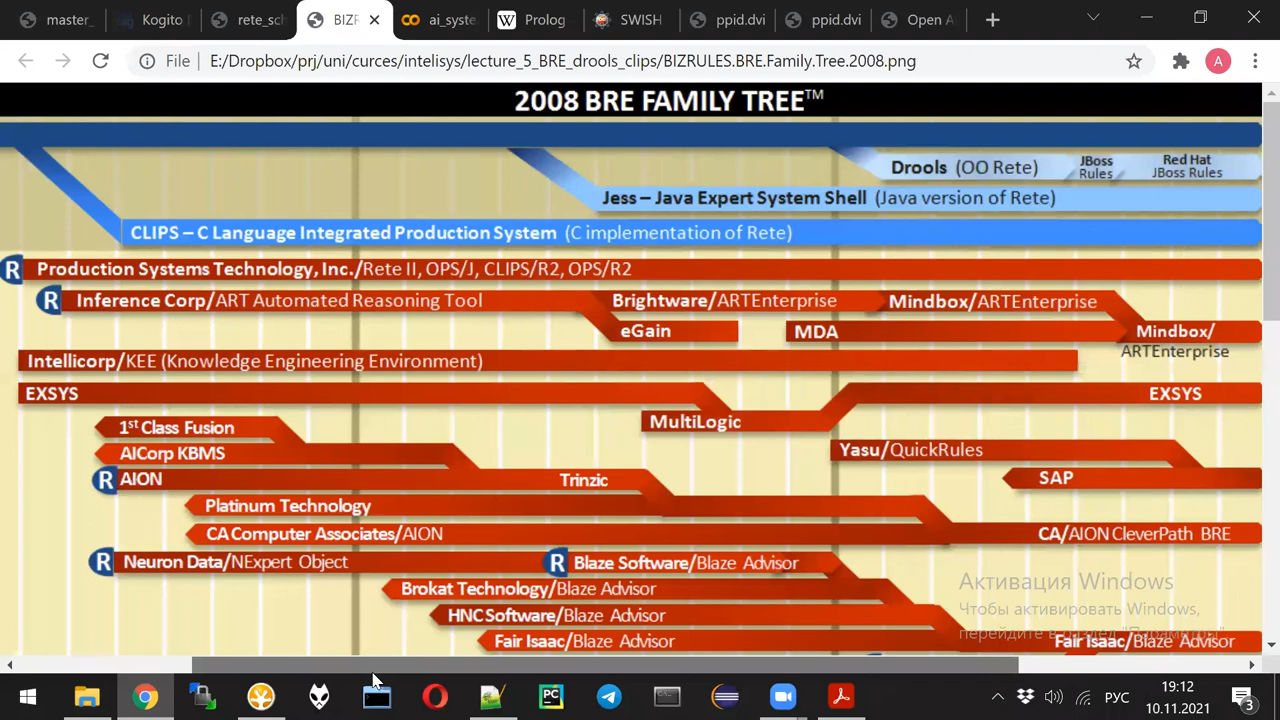 master_
Kogito
rete_sch
BIZR
ai_syste
Prolog
SWISH
ppid.dvi
ppid.dvi
Open A
File
E:/Dropbox/prj/uni/curces/intelisys/lecture_5_BRE_drools_clips/BIZRULES.BRE.Family.Tree.2008.png
A
2008 BRE FAMILY TREE™
Drools (OO Rete)
JBoss Rules
Red Hat JBoss Rules
Jess – Java Expert System Shell (Java version of Rete)
CLIPS – C Language Integrated Production System (C implementation of Rete)
R Production Systems Technology, Inc./Rete II, OPS/J, CLIPS/R2, OPS/R2
R Inference Corp/ART Automated Reasoning Tool
Brightware/ARTEnterprise
Mindbox/ARTEnterprise
eGain
MDA
Mindbox/
ARTEnterprise
Intellicorp/KEE (Knowledge Engineering Environment)
EXSYS
EXSYS
MultiLogic
1st Class Fusion
AICorp KBMS
Yasu/QuickRules
R AION
Trinzic
SAP
Platinum Technology
CA Computer Associates/AION
CA/AION CleverPath BRE
R Neuron Data/NExpert Object
R Blaze Software/Blaze Advisor
Brokat Technology/Blaze Advisor
HNC Software/Blaze Advisor
Fair Isaac/Blaze Advisor
Fair Isaac/Blaze Advisor
Активация Windows
Чтобы активировать Windows,
перейдите в раздел "Параметры"
PC
РУС
19:12
10.11.2021
3